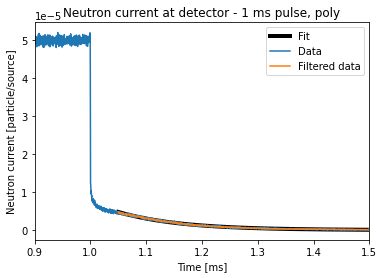 Neutron current at detector - 1 ms pulse, poly
1e-5
Fit
Data
Filtered data
5
4
3
2
1
0
Neutron current [particle/source]
0.9 1.0 1.1 1.2 1.3 1.4 1.5
Time [ms]